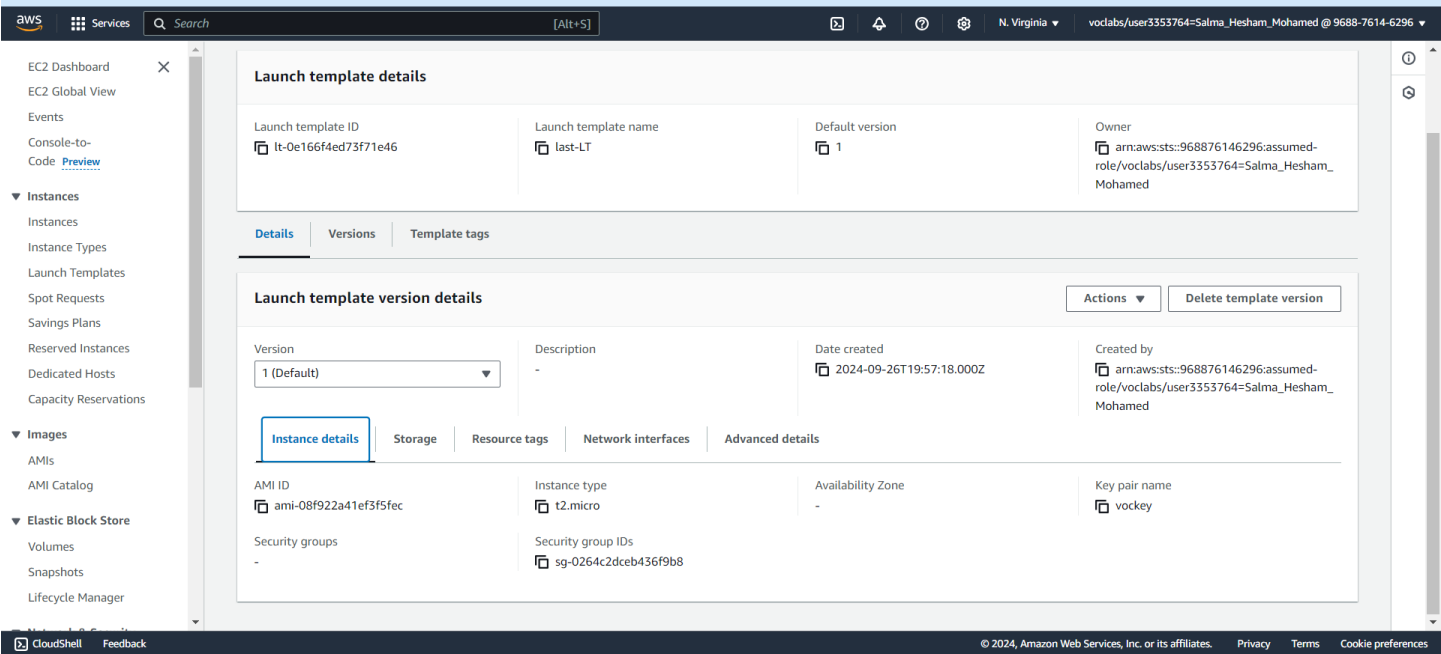 aws
Services
Search
[Alt+S]
N. Virginia
voclabs/user3353764=Salma_Hesham_Mohamed @ 9688-7614-6296
EC2 Dashboard
EC2 Global View
Events
Console-to-
Code Preview
Instances
Instances
Instance Types
Launch Templates
Spot Requests
Savings Plans
Reserved Instances
Dedicated Hosts
Capacity Reservations
Images
AMIs
AMI Catalog
Elastic Block Store
Volumes
Snapshots
Lifecycle Manager
Launch template details
Launch template ID
lt-0e166f4ed73f71e46
Launch template name
last-LT
Default version
1
Owner
arn:aws:sts::968876146296:assumed-
role/voclabs/user3353764=Salma_Hesham_
Mohamed
Details
Versions
Template tags
Launch template version details
Actions
Delete template version
Version
1 (Default)
Description
-
Date created
2024-09-26T19:57:18.000Z
Created by
arn:aws:sts::968876146296:assumed-
role/voclabs/user3353764=Salma_Hesham_
Mohamed
Instance details
Storage
Resource tags
Network interfaces
Advanced details
AMI ID
ami-08f922a41ef3f5fec
Instance type
t2.micro
Availability Zone
-
Key pair name
vockey
Security groups
-
Security group IDs
sg-0264c2dceb436f9b8
CloudShell
Feedback
© 2024, Amazon Web Services, Inc. or its affiliates.
Privacy
Terms
Cookie preferences